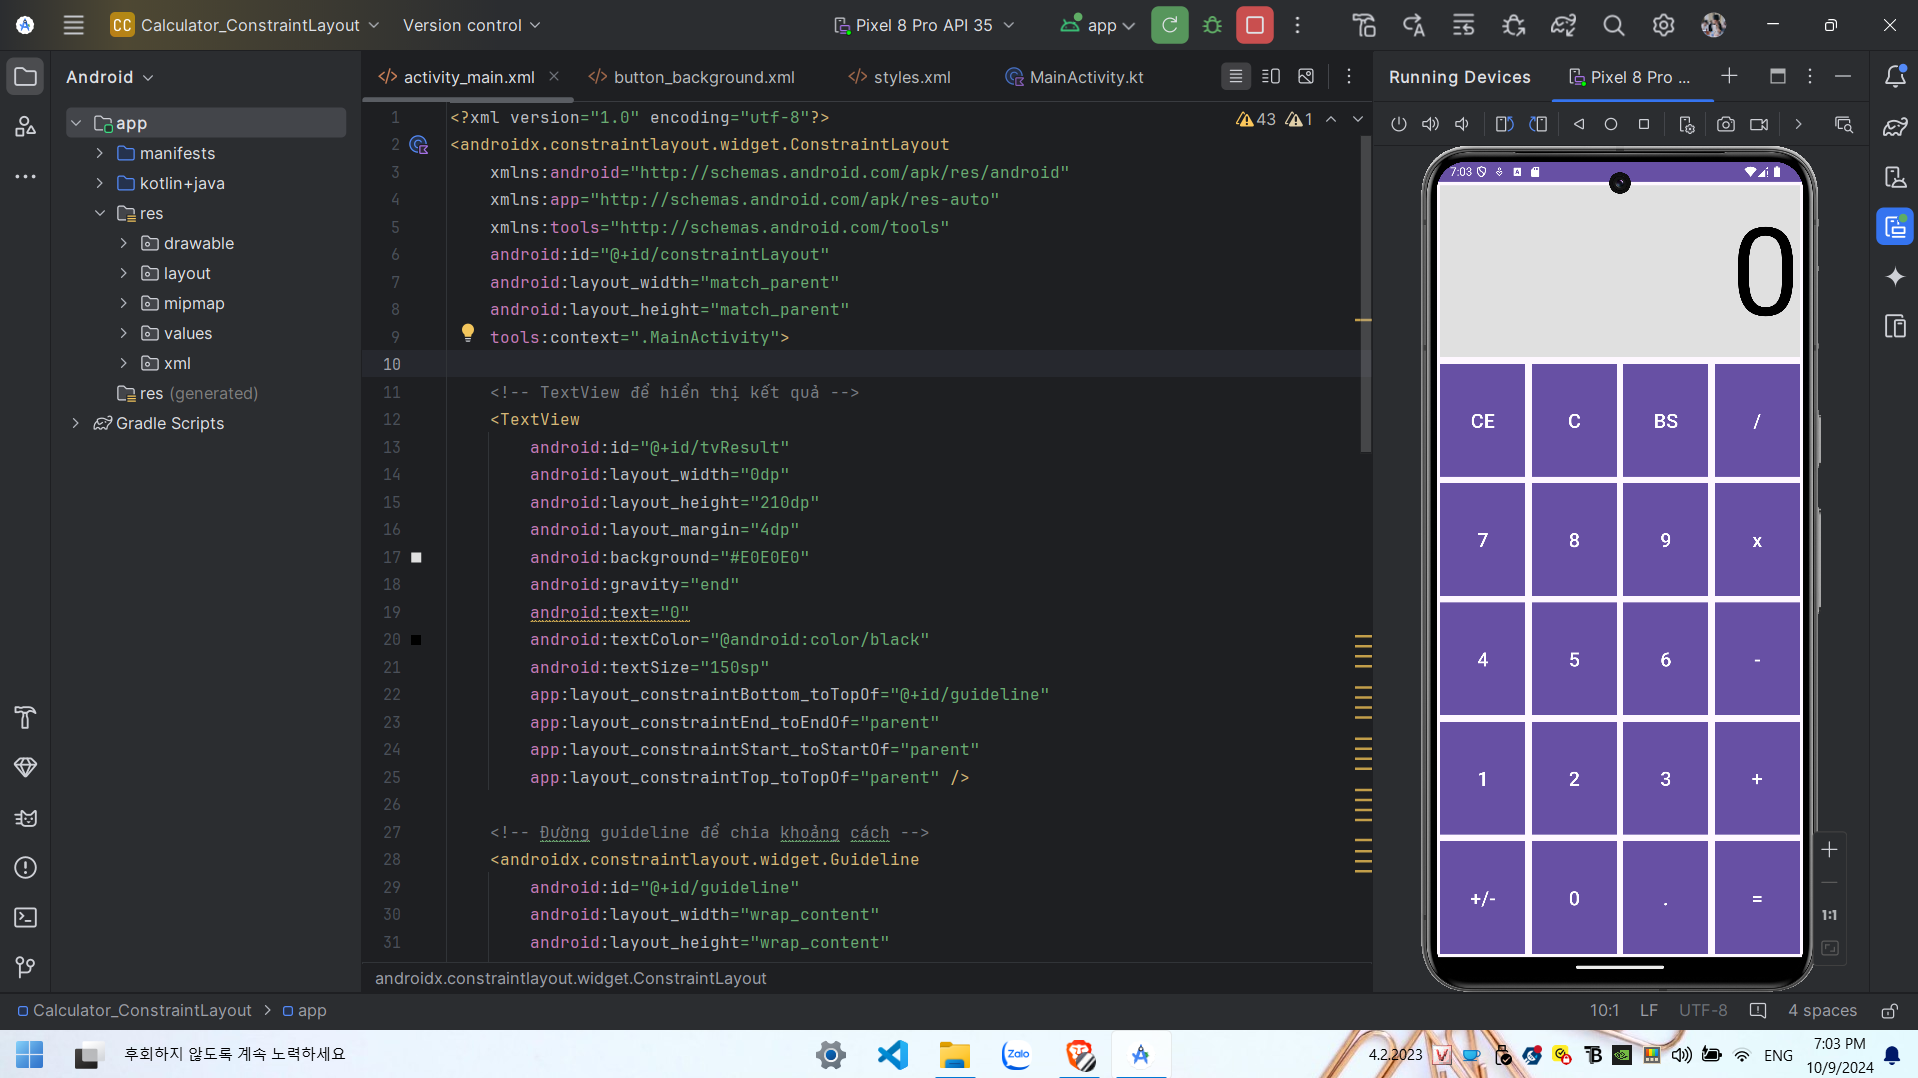 CC Calculator_ConstraintLayout Version control Pixel 8 Pro API 35 app
Android
app
manifests
kotlin+java
res
drawable
layout
mipmap
values
xml
res (generated)
Gradle Scripts
activity_main.xml button_background.xml styles.xml MainActivity.kt
43 1
1 <?xml version="1.0" encoding="utf-8"?>
2 <androidx.constraintlayout.widget.ConstraintLayout
3 xmlns:android="http://schemas.android.com/apk/res/android"
4 xmlns:app="http://schemas.android.com/apk/res-auto"
5 xmlns:tools="http://schemas.android.com/tools"
6 android:id="@+id/constraintLayout"
7 android:layout_width="match_parent"
8 android:layout_height="match_parent"
9 tools:context=".MainActivity">
10
11 <!-- TextView để hiển thị kết quả -->
12 <TextView
13 android:id="@+id/tvResult"
14 android:layout_width="0dp"
15 android:layout_height="210dp"
16 android:layout_margin="4dp"
17 android:background="#E0E0E0"
18 android:gravity="end"
19 android:text="0"
20 android:textColor="@android:color/black"
21 android:textSize="150sp"
22 app:layout_constraintBottom_toTopOf="@+id/guideline"
23 app:layout_constraintEnd_toEndOf="parent"
24 app:layout_constraintStart_toStartOf="parent"
25 app:layout_constraintTop_toTopOf="parent" />
26
27 <!-- Đường guideline để chia khoảng cách -->
28 <androidx.constraintlayout.widget.Guideline
29 android:id="@+id/guideline"
30 android:layout_width="wrap_content"
31 android:layout_height="wrap_content"
androidx.constraintlayout.widget.ConstraintLayout
Running Devices Pixel 8 Pro ...
7:03
0
CE C BS /
7 8 9 x
4 5 6 -
1 2 3 +
+/- 0 . =
1:1
Calculator_ConstraintLayout > app
10:1 LF UTF-8 4 spaces
후회하지 않도록 계속 노력하세요
Zalo
4.2.2023
ENG
7:03 PM
10/9/2024